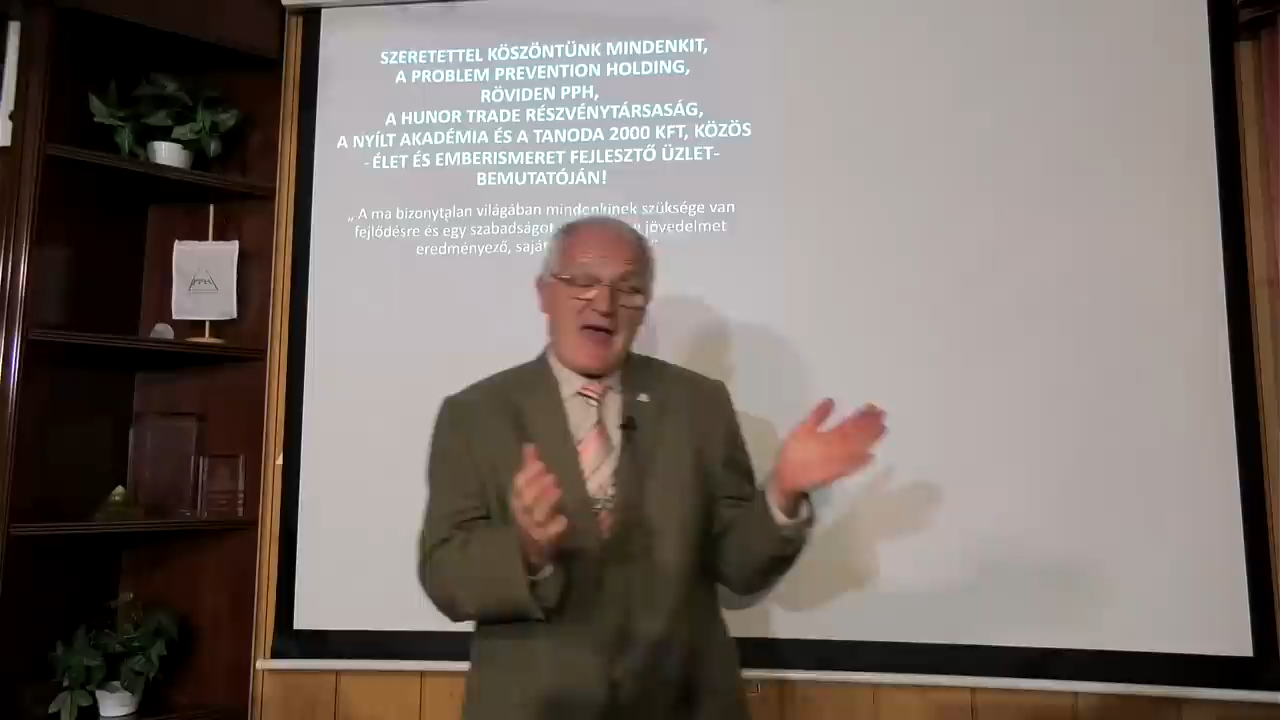 SZERETETTEL KÖSZÖNTÜNK MINDENKIT,
A PROBLEM PREVENTION HOLDING,
RÖVIDEN PPH,
A HUNOR TRADE RÉSZVÉNYTÁRSASÁG,
A NYÍLT AKADÉMIA ÉS A TANODA 2000 KFT, KÖZÖS
- ÉLET ÉS EMBERISMERET FEJLESZTŐ ÜZLET-
BEMUTATÓJÁN!
„ A ma bizonytalan világában mindenkinek szüksége van
fejlődésre és egy szabadságot jövedelmet
eredményező,
PPH